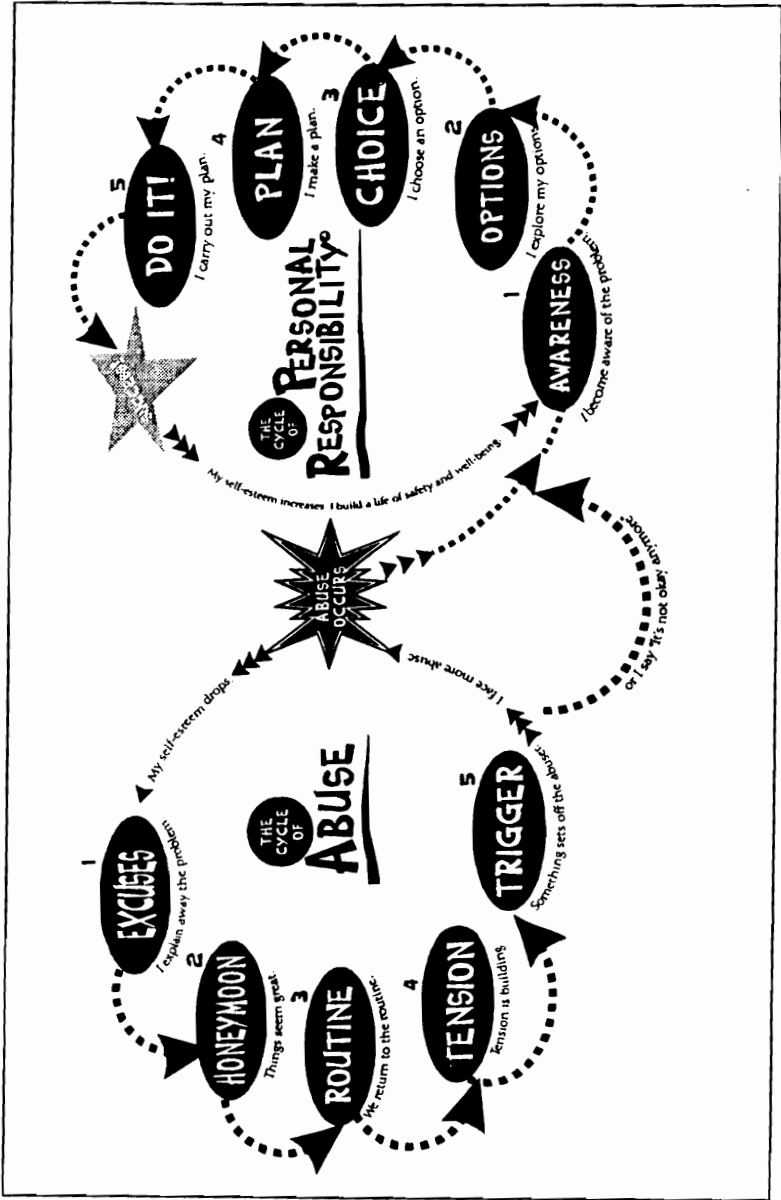 THE
CYCLE
OF
ABUSE
ABUSE
OCCURS
My self-esteem drops
1
EXCUSES
I explain away the problem
2
HONEYMOON
Things seem great.
3
ROUTINE
We return to the routine.
4
TENSION
Tension is building
5
TRIGGER
Something sets off the abuser.
I face more abuse
or I say "It's not okay anymore."
THE
CYCLE
OF
PERSONAL
RESPONSIBILITY©
1
AWARENESS
I become aware of the problem.
2
OPTIONS
I explore my options.
3
CHOICE
I choose an option.
4
PLAN
I make a plan.
5
DO IT!
I carry out my plan.
My self-esteem increases I build a life of safety and well-being.